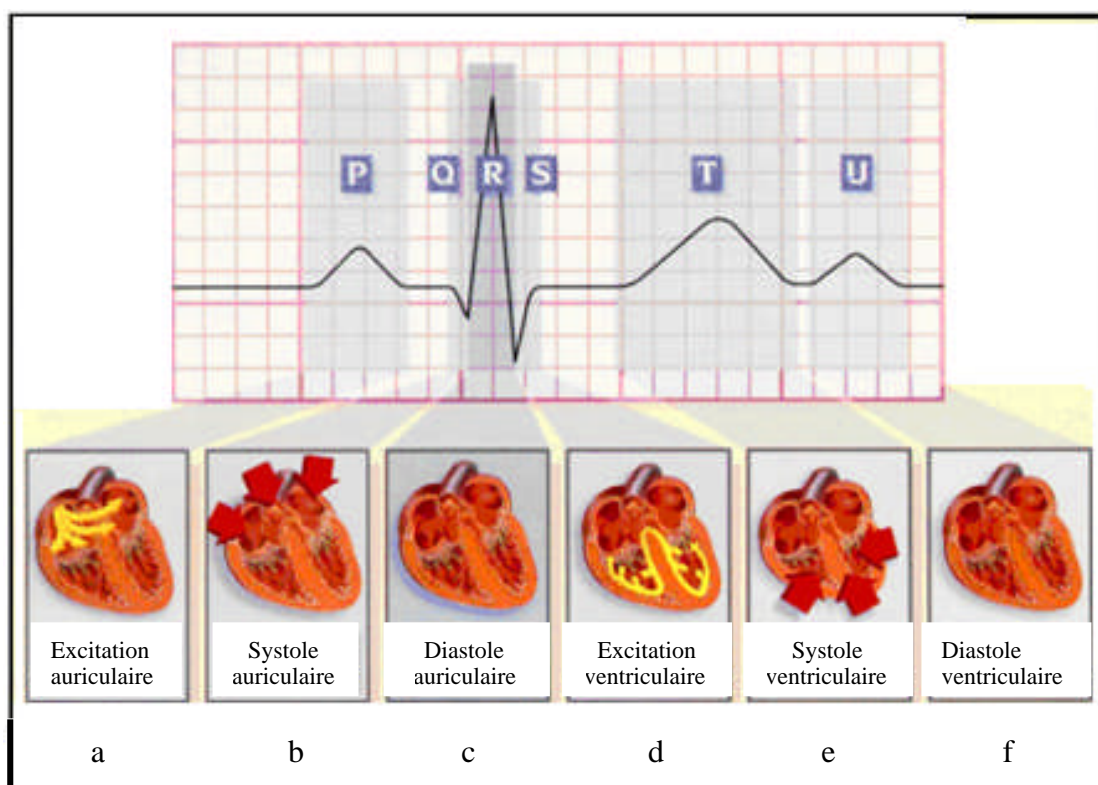 P Q R S T U
Excitation auriculaire
Systole auriculaire
Diastole auriculaire
Excitation ventriculaire
Systole ventriculaire
Diastole ventriculaire
a b c d e f